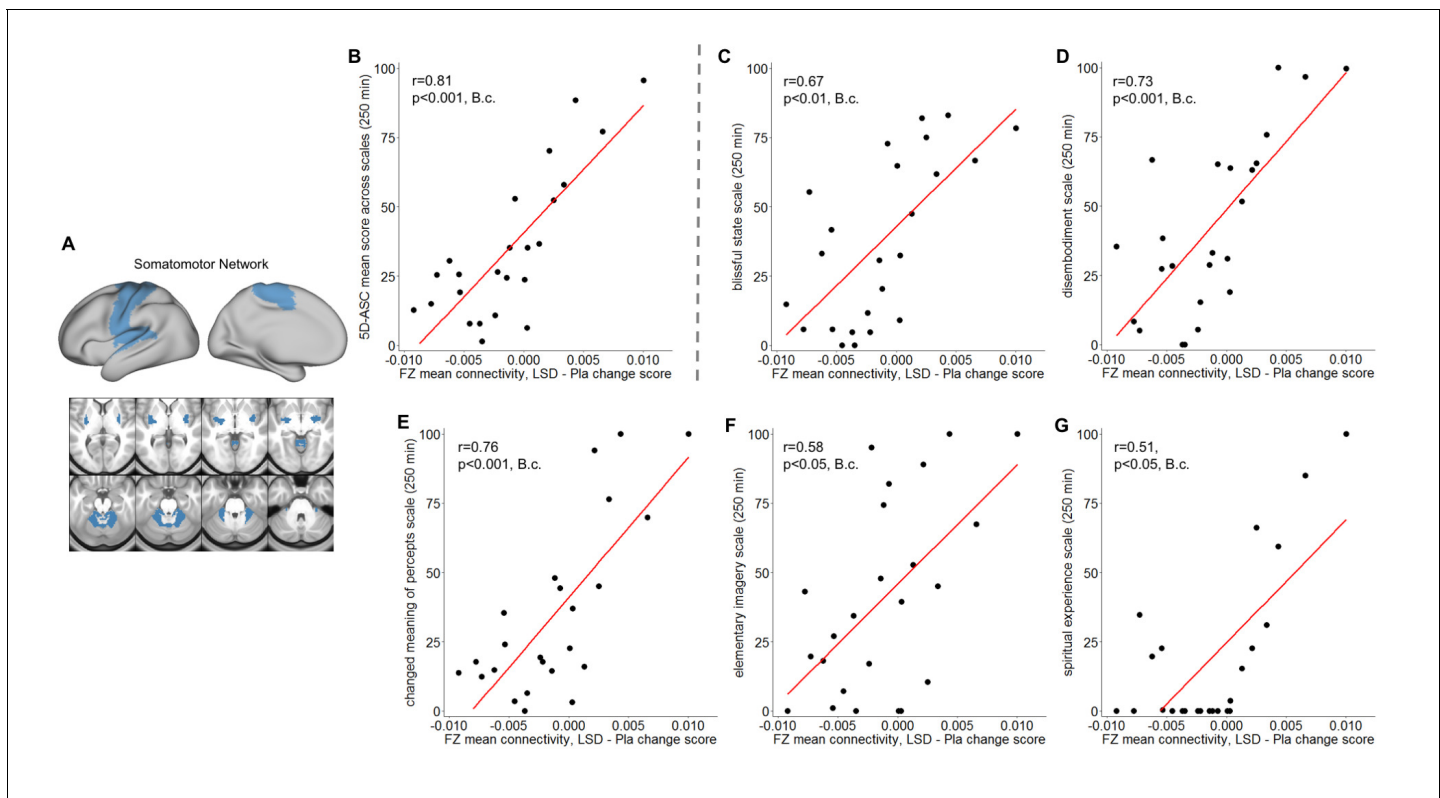 A
Somatomotor Network
B
r=0.81
p<0.001, B.c.
5D-ASC mean score across scales (250 min)
100
75
50
25
0
-0.010 -0.005 0.000 0.005 0.010
FZ mean connectivity, LSD - Pla change score
C
r=0.67
p<0.01, B.c.
blissful state scale (250 min)
100
75
50
25
0
-0.010 -0.005 0.000 0.005 0.010
FZ mean connectivity, LSD - Pla change score
D
r=0.73
p<0.001, B.c.
disembodiment scale (250 min)
100
75
50
25
0
-0.010 -0.005 0.000 0.005 0.010
FZ mean connectivity, LSD - Pla change score
E
r=0.76
p<0.001, B.c.
changed meaning of percepts scale (250 min)
100
75
50
25
0
-0.010 -0.005 0.000 0.005 0.010
FZ mean connectivity, LSD - Pla change score
F
r=0.58
p<0.05, B.c.
elementary imagery scale (250 min)
100
75
50
25
0
-0.010 -0.005 0.000 0.005 0.010
FZ mean connectivity, LSD - Pla change score
G
r=0.51,
p<0.05, B.c.
spiritual experience scale (250 min)
100
75
50
25
0
-0.010 -0.005 0.000 0.005 0.010
FZ mean connectivity, LSD - Pla change score